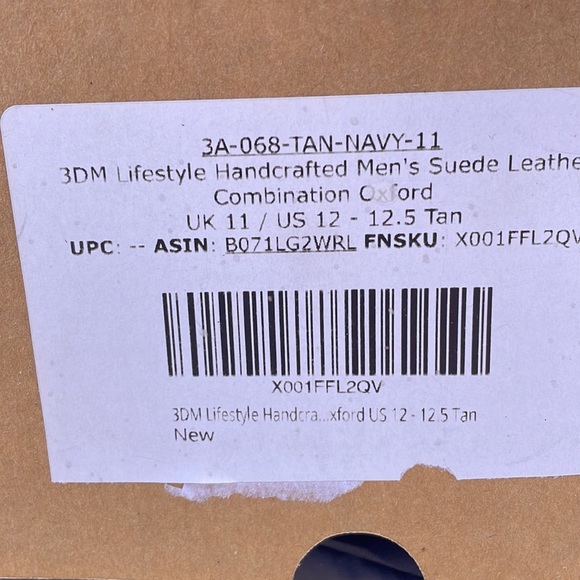 3A-068-TAN-NAVY-11
3DM Lifestyle Handcrafted Men's Suede Leathe
Combination Oxford
UK 11 / US 12 - 12.5 Tan
UPC: -- ASIN: B071LG2WRL FNSKU: X001FFL2QV
X001FFL2QV
3DM Lifestyle Handcra...xford US 12 - 12.5 Tan
New